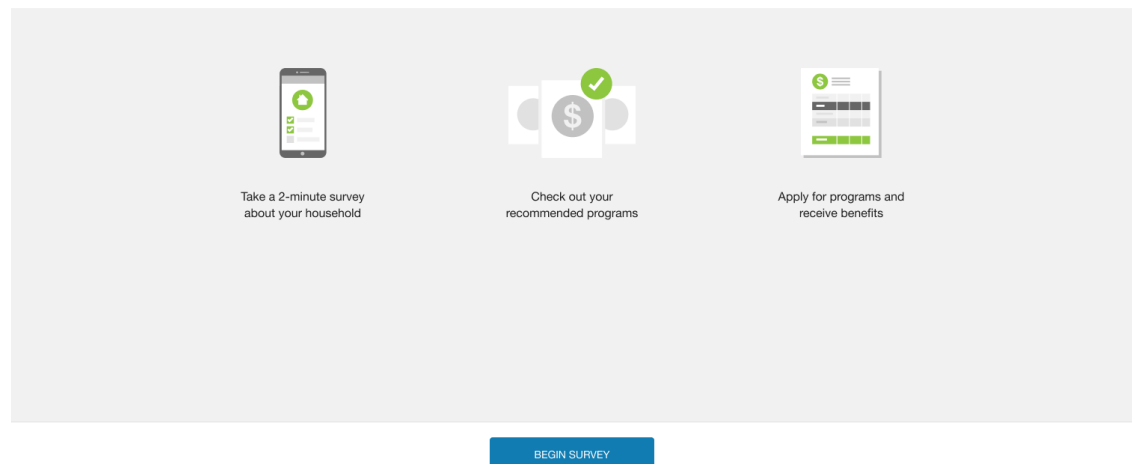 Take a 2-minute survey
about your household
Check out your
recommended programs
Apply for programs and
receive benefits
BEGIN SURVEY